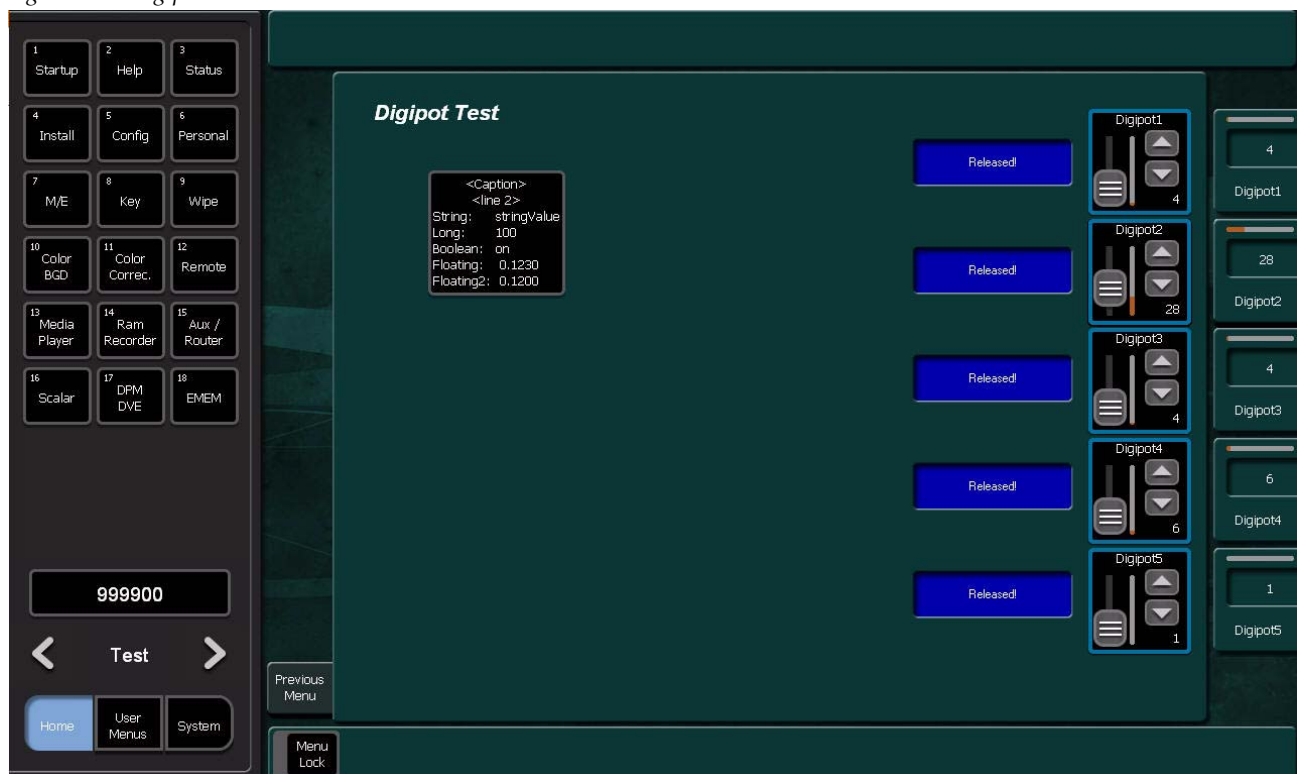 1
Startup
2
Help
3
Status
4
Install
5
Config
6
Personal
7
M/E
8
Key
9
Wipe
10
Color
BGD
11
Color
Correc.
12
Remote
13
Media
Player
14
Ram
Recorder
15
Aux /
Router
16
Scalar
17
DPM
DVE
18
EMEM
999900
Test
Home
User
Menus
System
Previous
Menu
Menu
Lock
Digipot Test
<Caption>
<line 2>
String: stringValue
Long: 100
Boolean: on
Floating: 0.1230
Floating2: 0.1200
Released!
Digipot1
4
4
Digipot1
Released!
Digipot2
28
28
Digipot2
Released!
Digipot3
4
4
Digipot3
Released!
Digipot4
6
6
Digipot4
Released!
Digipot5
1
1
Digipot5